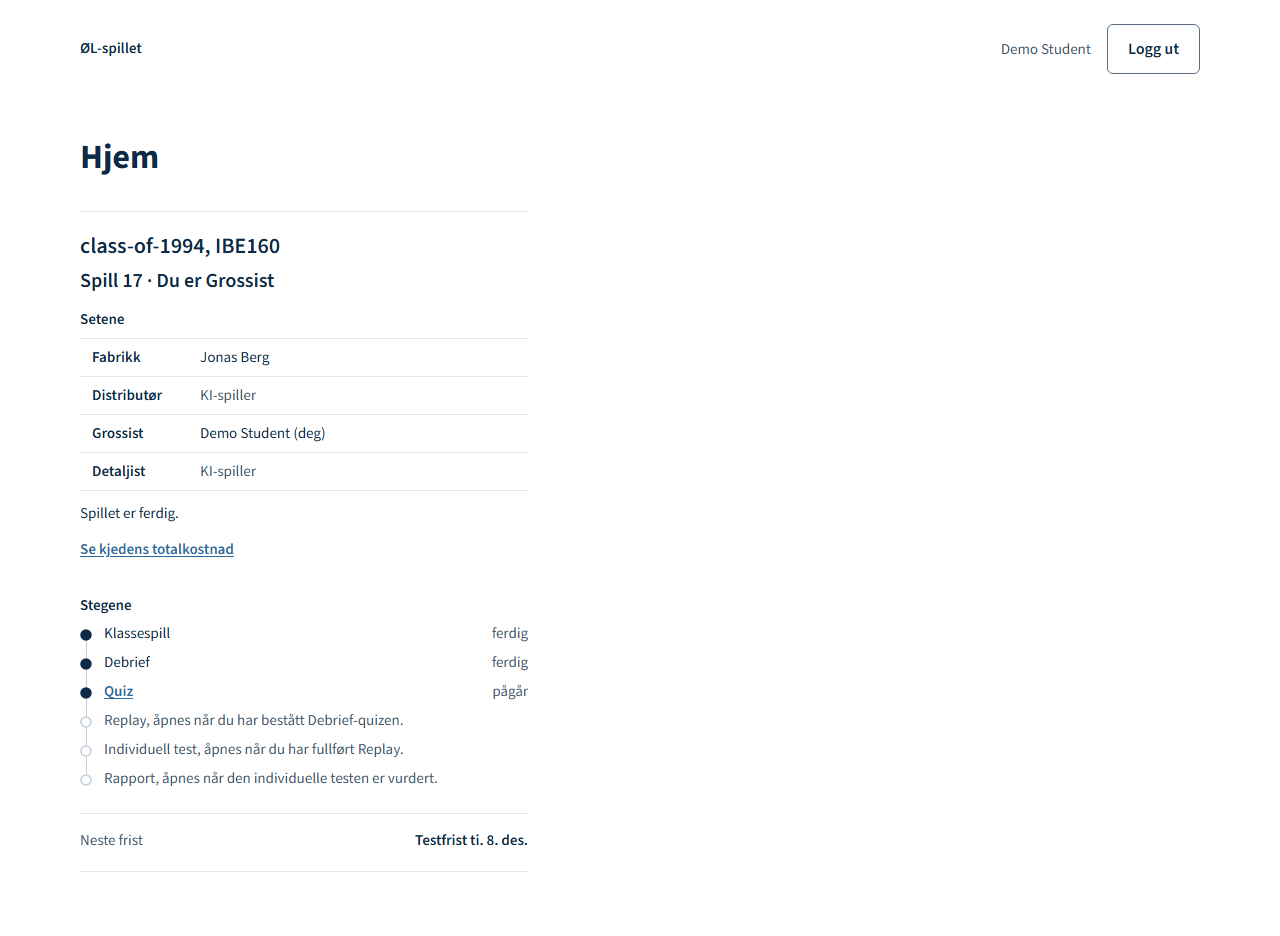 ØL-spillet
Demo Student
Logg ut
Hjem
class-of-1994, IBE160
Spill 17 · Du er Grossist
Setene
Fabrikk Jonas Berg
Distributør KI-spiller
Grossist Demo Student (deg)
Detaljist KI-spiller
Spillet er ferdig.
Se kjedens totalkostnad
Stegene
Klassespill ferdig
Debrief ferdig
Quiz pågår
Replay, åpnes når du har bestått Debrief-quizen.
Individuell test, åpnes når du har fullført Replay.
Rapport, åpnes når den individuelle testen er vurdert.
Neste frist Testfrist ti. 8. des.